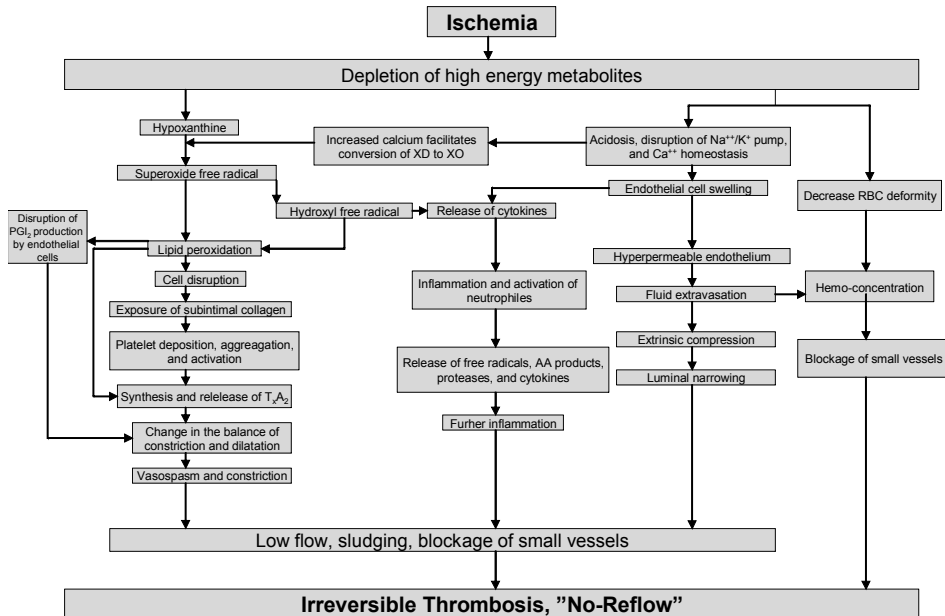 Ischemia
Depletion of high energy metabolites
Hypoxanthine
Increased calcium facilitates
conversion of XD to XO
Acidosis, disruption of Na⁺⁺/K⁺ pump,
and Ca⁺⁺ homeostasis
Superoxide free radical
Endothelial cell swelling
Decrease RBC deformity
Hydroxyl free radical
Release of cytokines
Disruption of
PGI₂ production
by endothelial
cells
Lipid peroxidation
Hyperpermeable endothelium
Cell disruption
Inflammation and activation of
neutrophiles
Fluid extravasation
Hemo-concentration
Exposure of subintimal collagen
Extrinsic compression
Platelet deposition, aggreagation,
and activation
Release of free radicals, AA products,
proteases, and cytokines
Blockage of small vessels
Luminal narrowing
Synthesis and relelease of TₓA₂
Furher inflammation
Change in the balance of
constriction and dilatation
Vasospasm and constriction
Low flow, sludging, blockage of small vessels
Irreversible Thrombosis, ”No-Reflow”